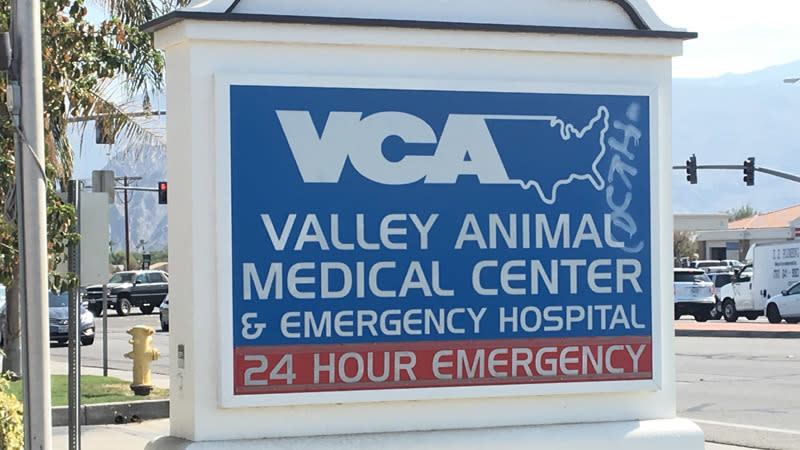 VCA
VALLEY ANIMAL
MEDICAL CENTER
& EMERGENCY HOSPITAL
24 HOUR EMERGENCY